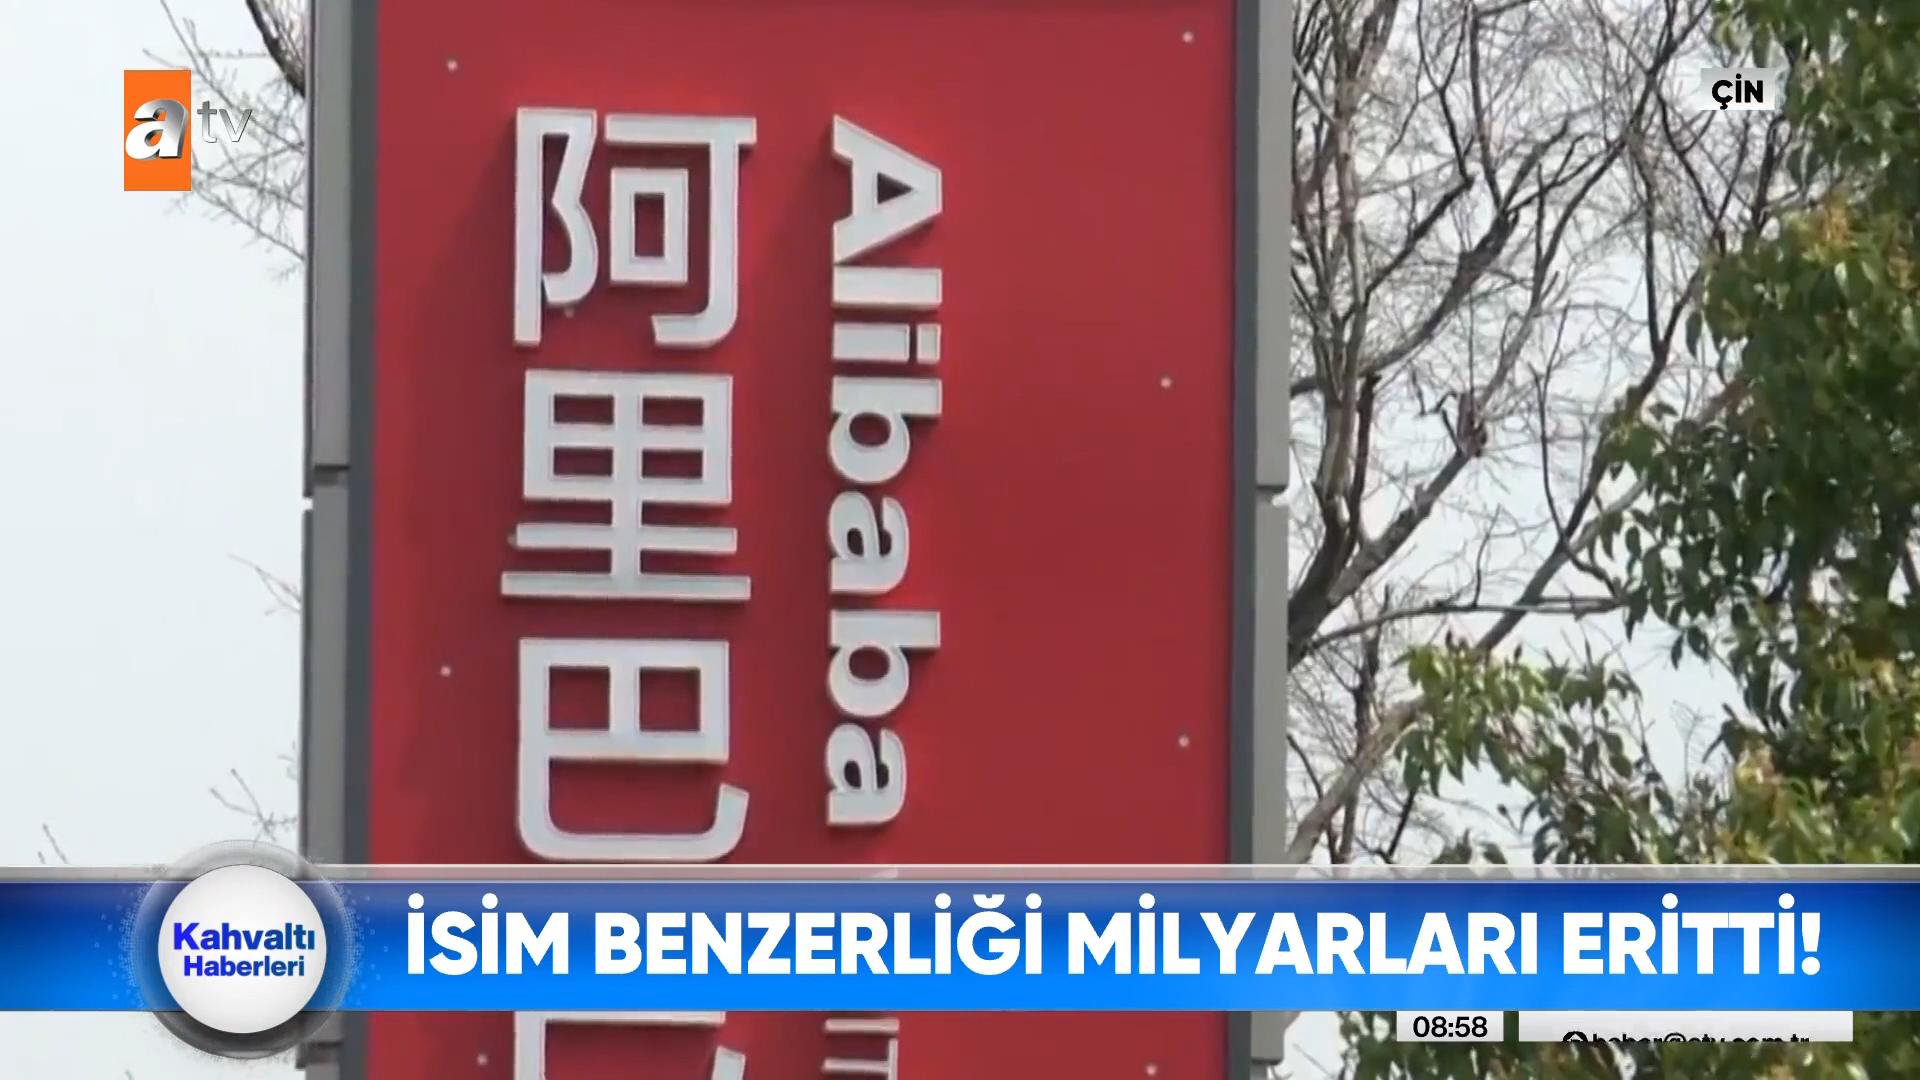 atv
ÇİN
阿里巴
Alibaba
İSİM BENZERLİĞİ MİLYARLARI ERİTTİ!
Kahvaltı
Haberleri
08:58